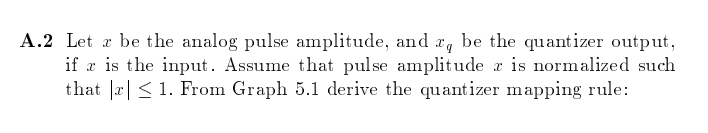 A.2 Let x be the analog pulse amplitude, and x_q be the quantizer output,
if x is the input. Assume that pulse amplitude x is normalized such
that |x| ≤ 1. From Graph 5.1 derive the quantizer mapping rule: